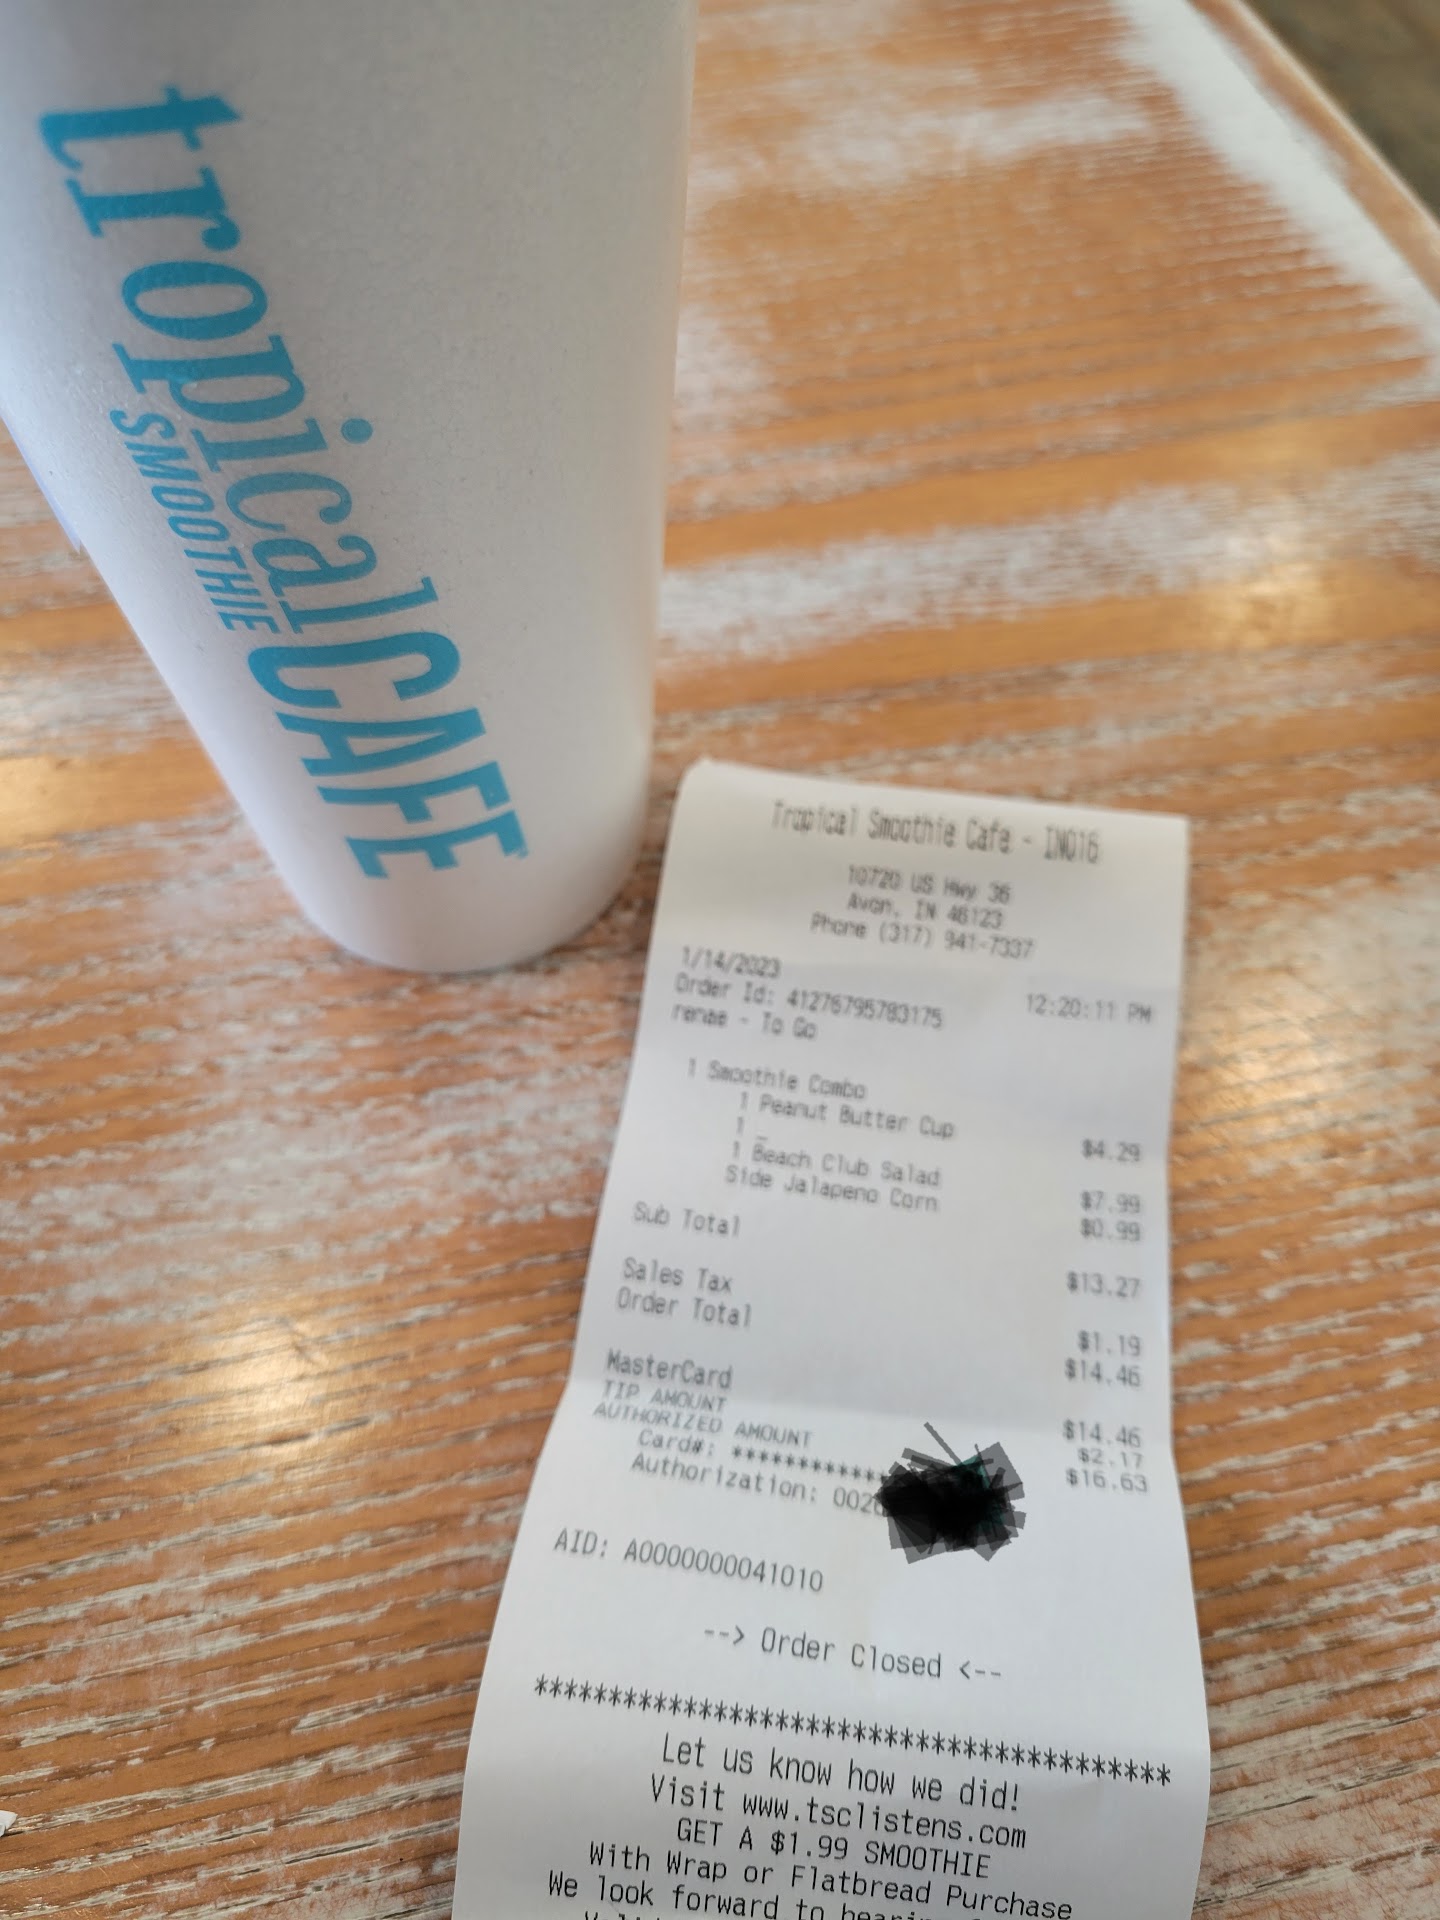 tropical
SMOOTHIE
CAFE
Tropical Smoothie Cafe - IN016
10720 US Hwy 36
Avon, IN 46123
Phone (317) 941-7337
1/14/2023 12:20:11 PM
Order Id: 41276795783175
renae - To Go
1 Smoothie Combo
1 Peanut Butter Cup $4.29
1 _
1 Beach Club Salad $7.99
Side Jalapeno Corn $0.99
Sub Total $13.27
Sales Tax $1.19
Order Total $14.46
MasterCard $14.46
TIP AMOUNT $2.17
AUTHORIZED AMOUNT $16.63
Card#: ************
Authorization:
AID: A0000000041010
--> Order Closed <--
******************************************
Let us know how we did!
Visit www.tsclistens.com
GET A $1.99 SMOOTHIE
With Wrap or Flatbread Purchase
We look forward to